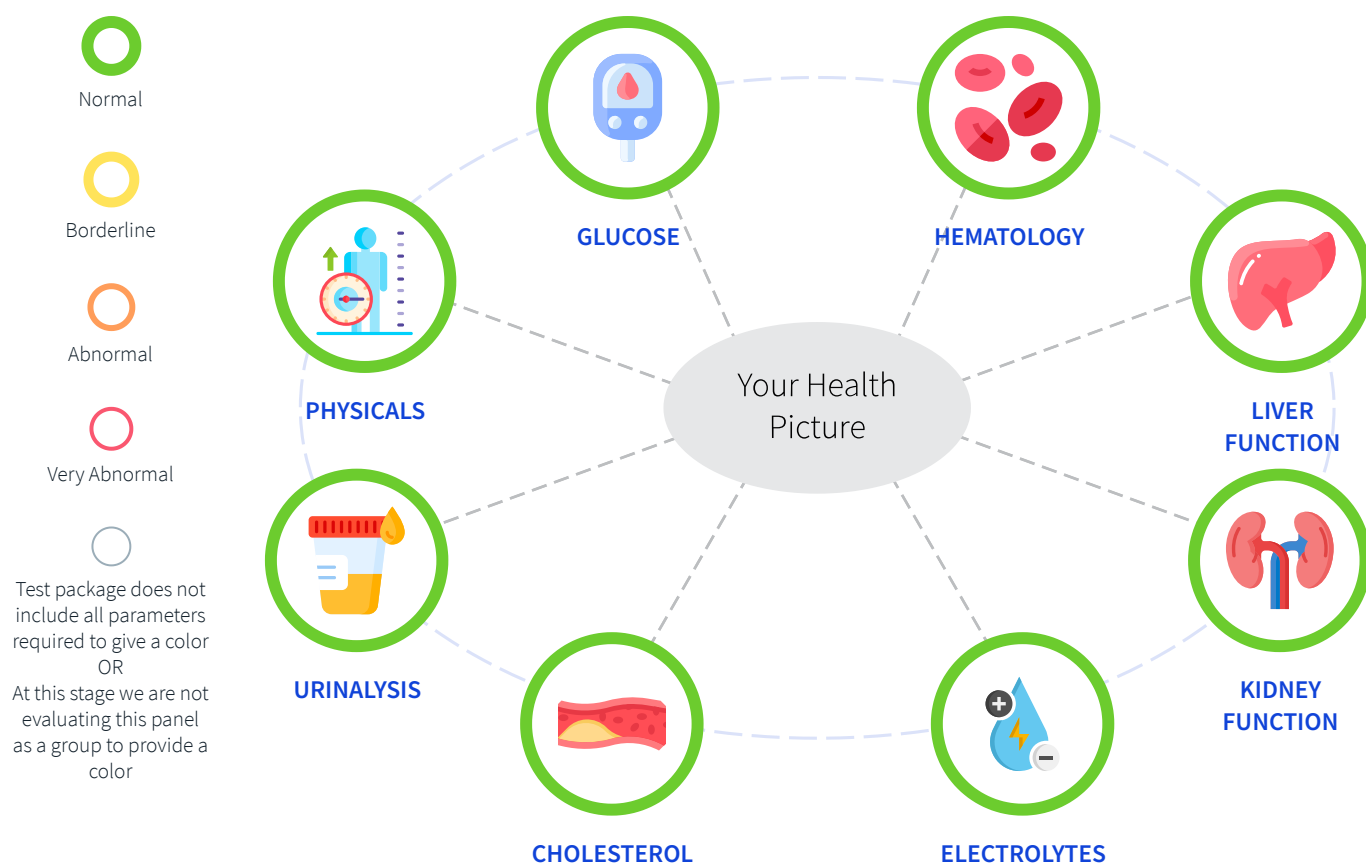 Normal
Borderline
Abnormal
Very Abnormal
Test package does not
include all parameters
required to give a color
OR
At this stage we are not
evaluating this panel
as a group to provide a
color
GLUCOSE
HEMATOLOGY
PHYSICALS
LIVER
FUNCTION
Your Health
Picture
URINALYSIS
KIDNEY
FUNCTION
CHOLESTEROL
ELECTROLYTES